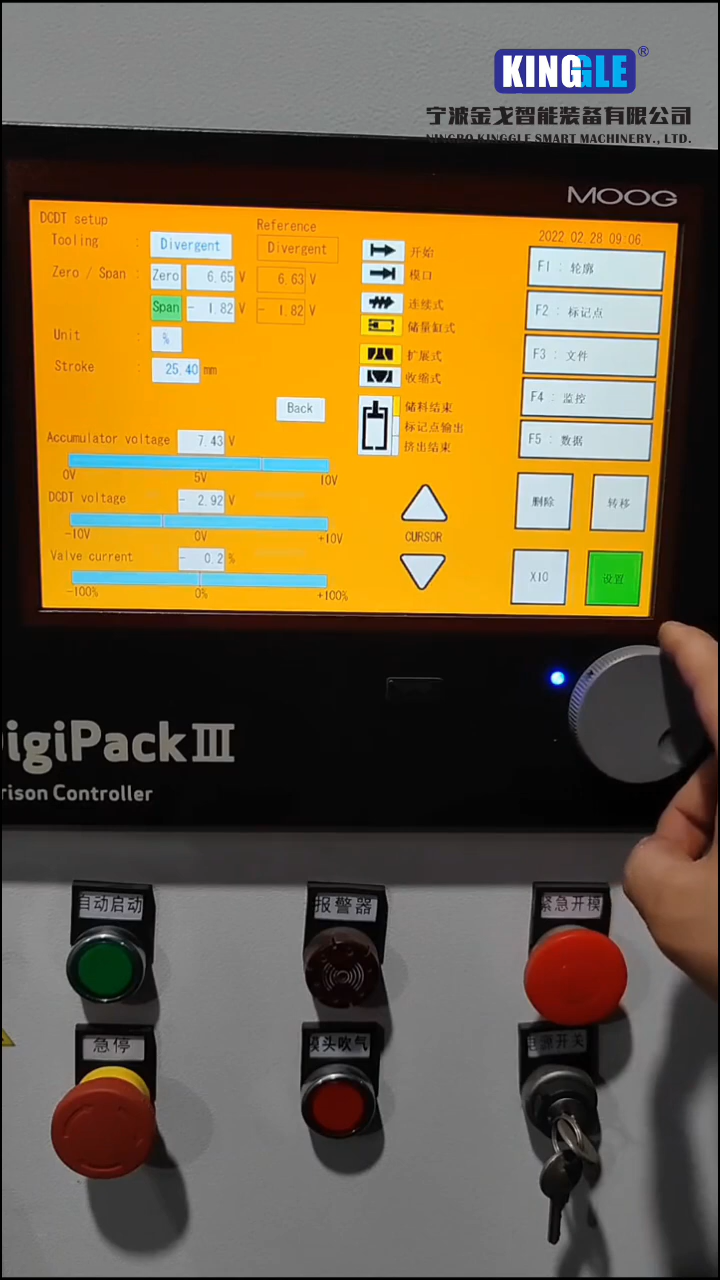 KINGGLE®
宁波金戈智能装备有限公司
NINGBO KINGGLE SMART MACHINERY., LTD.
MOOG
DCDT setup
Reference
2022 02.28 09:06
Tooling : Divergent Divergent
Zero / Span : Zero 6.65 V 6.63 V
Span - 1.82 V - 1.82 V
Unit : %
Stroke : 25.40 mm
Back
Accumulator voltage 7.43 V
0V 5V 10V
DCDT voltage - 2.92 V
-10V 0V +10V
Valve current - 0.2 %
-100% 0% +100%
开始
模口
连续式
储量缸式
扩展式
收缩式
储料结束
标记点输出
挤出结束
CURSOR
F1 : 轮廓
F2 : 标记点
F3 : 文件
F4 : 监控
F5 : 数据
删除 转移
X10 设置
igiPack III
rison Controller
自动启动 报警器 紧急开模
急停 模头吹气 电源开关